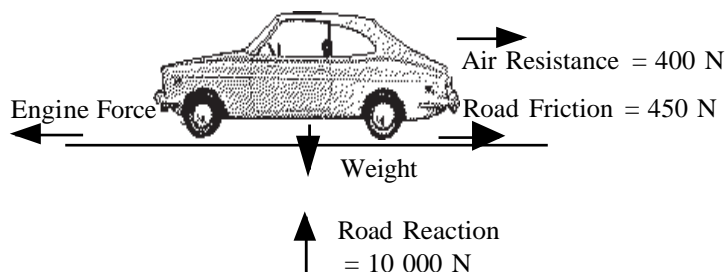 Air Resistance = 400 N
Engine Force
Road Friction = 450 N
Weight
Road Reaction
= 10 000 N